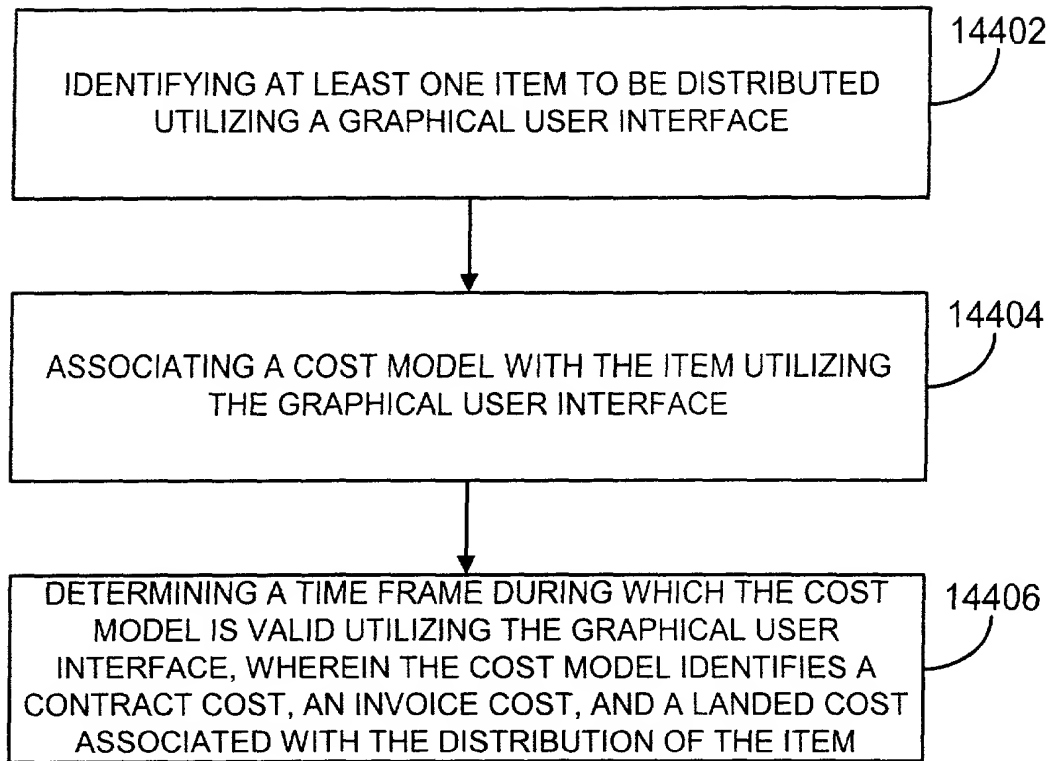 14402
IDENTIFYING AT LEAST ONE ITEM TO BE DISTRIBUTED
UTILIZING A GRAPHICAL USER INTERFACE
14404
ASSOCIATING A COST MODEL WITH THE ITEM UTILIZING
THE GRAPHICAL USER INTERFACE
14406
DETERMINING A TIME FRAME DURING WHICH THE COST
MODEL IS VALID UTILIZING THE GRAPHICAL USER
INTERFACE, WHEREIN THE COST MODEL IDENTIFIES A
CONTRACT COST, AN INVOICE COST, AND A LANDED COST
ASSOCIATED WITH THE DISTRIBUTION OF THE ITEM